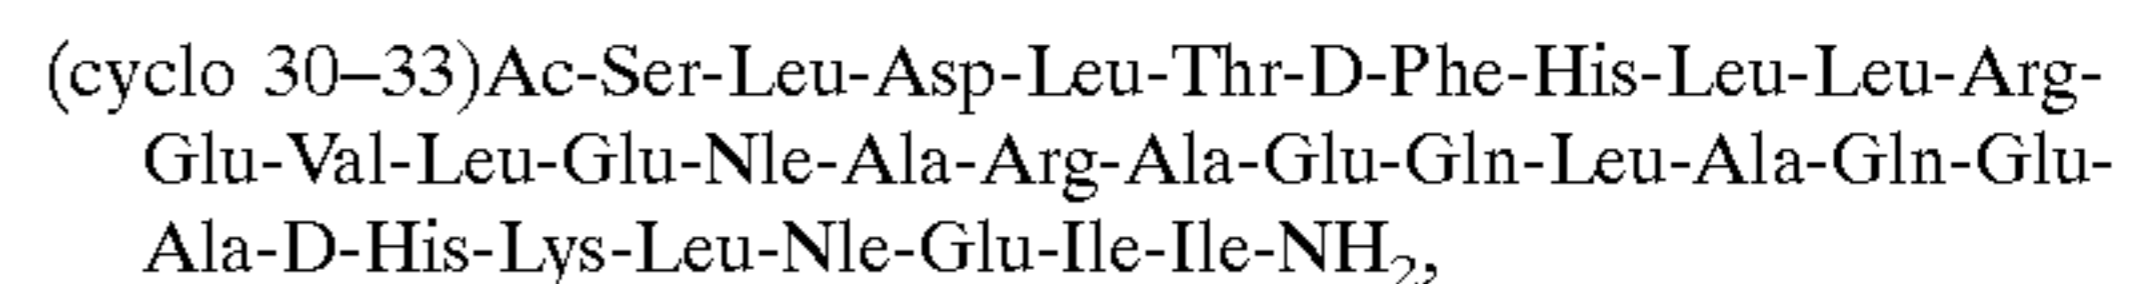 (cyclo 30–33)Ac-Ser-Leu-Asp-Leu-Thr-D-Phe-His-Leu-Leu-Arg-
Glu-Val-Leu-Glu-Nle-Ala-Arg-Ala-Glu-Gln-Leu-Ala-Gln-Glu-
Ala-D-His-Lys-Leu-Nle-Glu-Ile-Ile-NH₂,